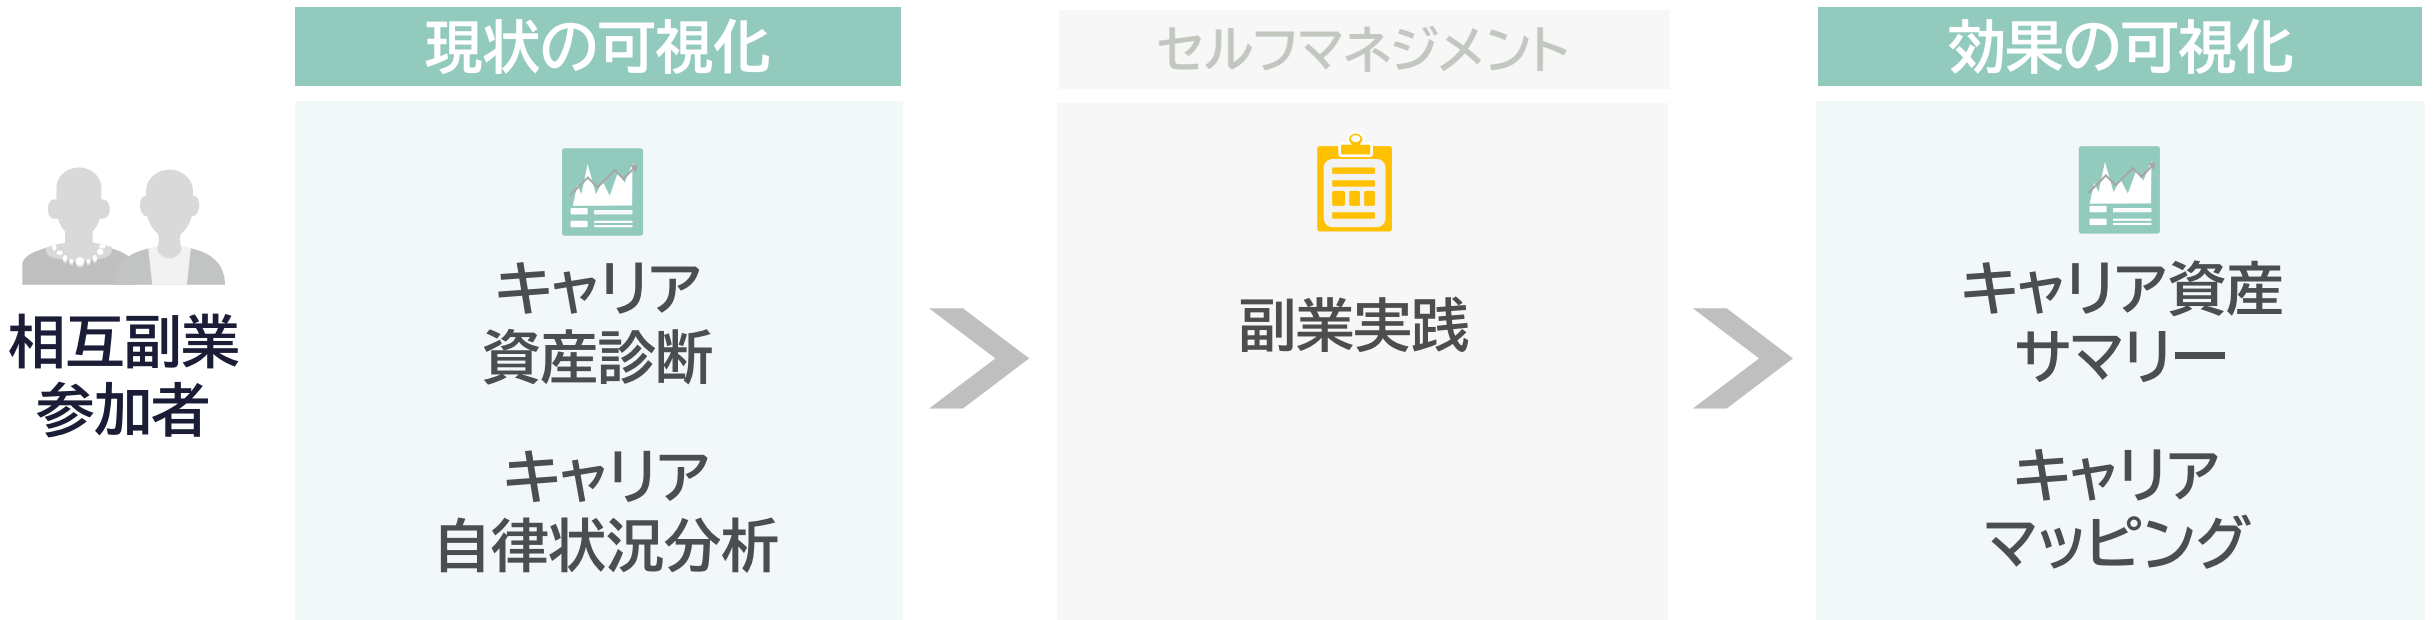 相互副業
参加者
現状の可視化
キャリア
資産診断
キャリア
自律状況分析
セルフマネジメント
副業実践
効果の可視化
キャリア資産
サマリー
キャリア
マッピング